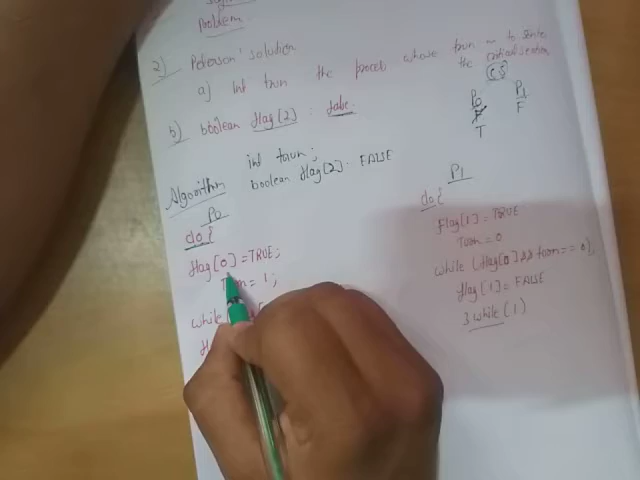 Problem.
2) Peterson's solution
a) Int turn the process whose turn is to enter the critical section
(CS)
b) boolean flag[2] : false.
P0 P1
F F
T
int turn;
boolean flag[2] : FALSE
Algorithm
P0
do {
flag[0] = TRUE;
Turn = 1;
while
P1
do {
flag[1] = TRUE
Turn = 0
while (flag[0] && turn == 0);
flag[1] = FALSE
} while (1)